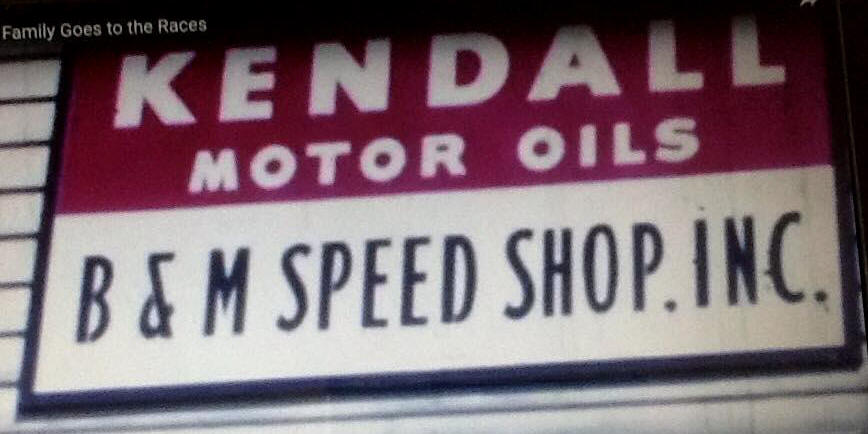 Family Goes to the Races
KENDALL
MOTOR OILS
B & M SPEED SHOP. INC.